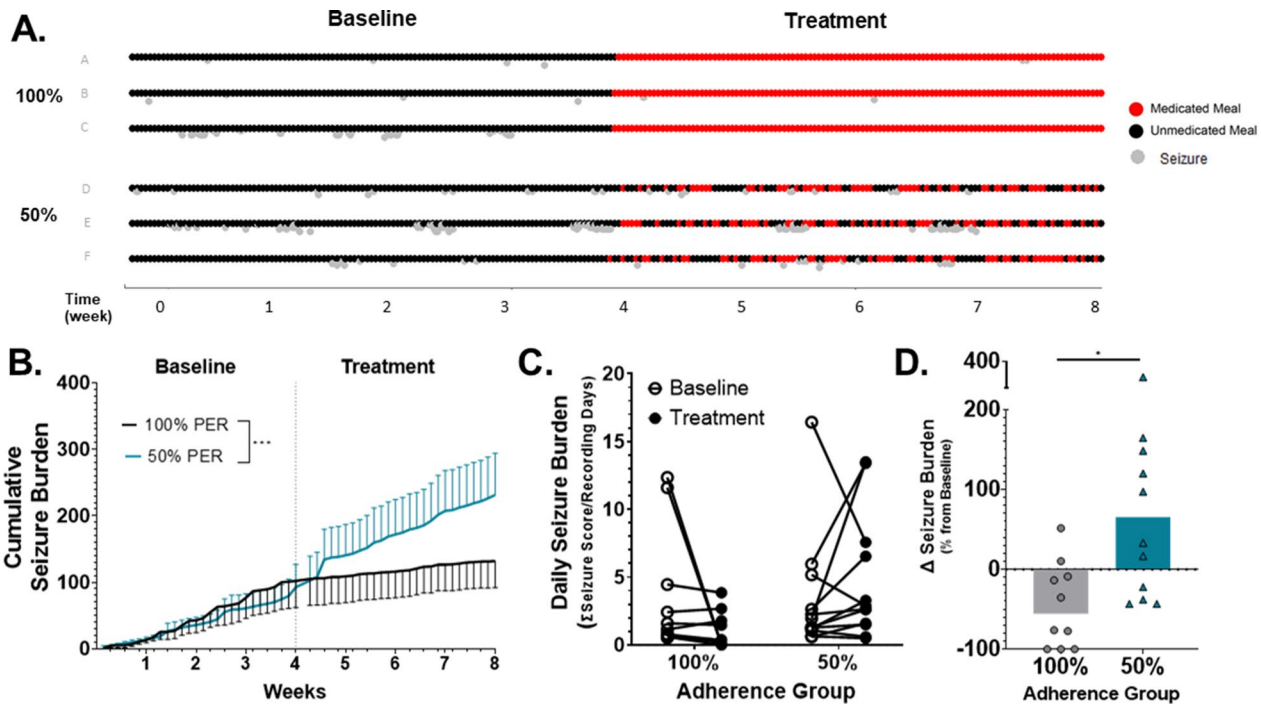 A.
Baseline
Treatment
100%
A
B
C
50%
D
E
F
Medicated Meal
Unmedicated Meal
Seizure
Time
(week)
0 1 2 3 4 5 6 7 8
B.
Baseline
Treatment
Cumulative
Seizure Burden
400
300
200
100
0
100% PER
50% PER
1 2 3 4 5 6 7 8
Weeks
C.
Daily Seizure Burden
(Σ Seizure Score/Recording Days)
20
15
10
5
0
Baseline
Treatment
100% 50%
Adherence Group
D.
Δ Seizure Burden
(% from Baseline)
400
200
100
0
-100
*
100% 50%
Adherence Group